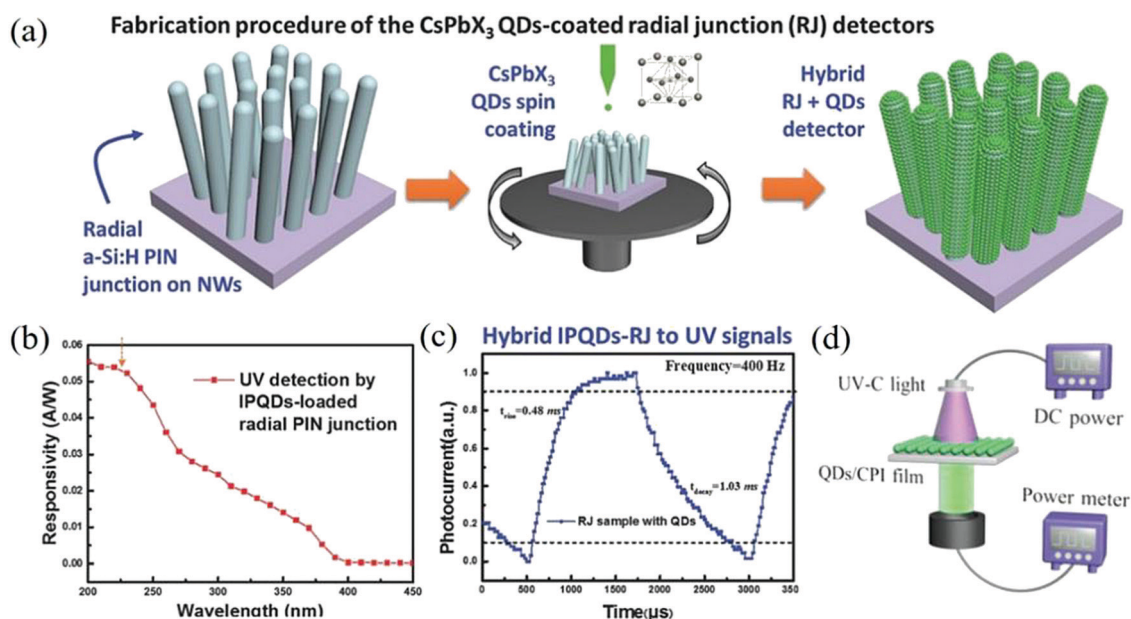 (a)
Fabrication procedure of the CsPbX₃ QDs-coated radial junction (RJ) detectors
Radial
a-Si:H PIN
junction on NWs
CsPbX₃
QDs spin
coating
Hybrid
RJ + QDs
detector
(b)
0.06
0.05
0.04
0.03
0.02
0.01
0.00
Responsivity (A/W)
UV detection by
IPQDs-loaded
radial PIN junction
200 250 300 350 400 450
Wavelength (nm)
(c)
Hybrid IPQDs-RJ to UV signals
Frequency=400 Hz
1.0
0.8
0.6
0.4
0.2
0.0
Photocurrent(a.u.)
t_rise=0.48 ms
t_decay=1.03 ms
RJ sample with QDs
0 500 1000 1500 2000 2500 3000 3500
Time(μs)
(d)
UV-C light
DC power
QDs/CPI film
Power meter